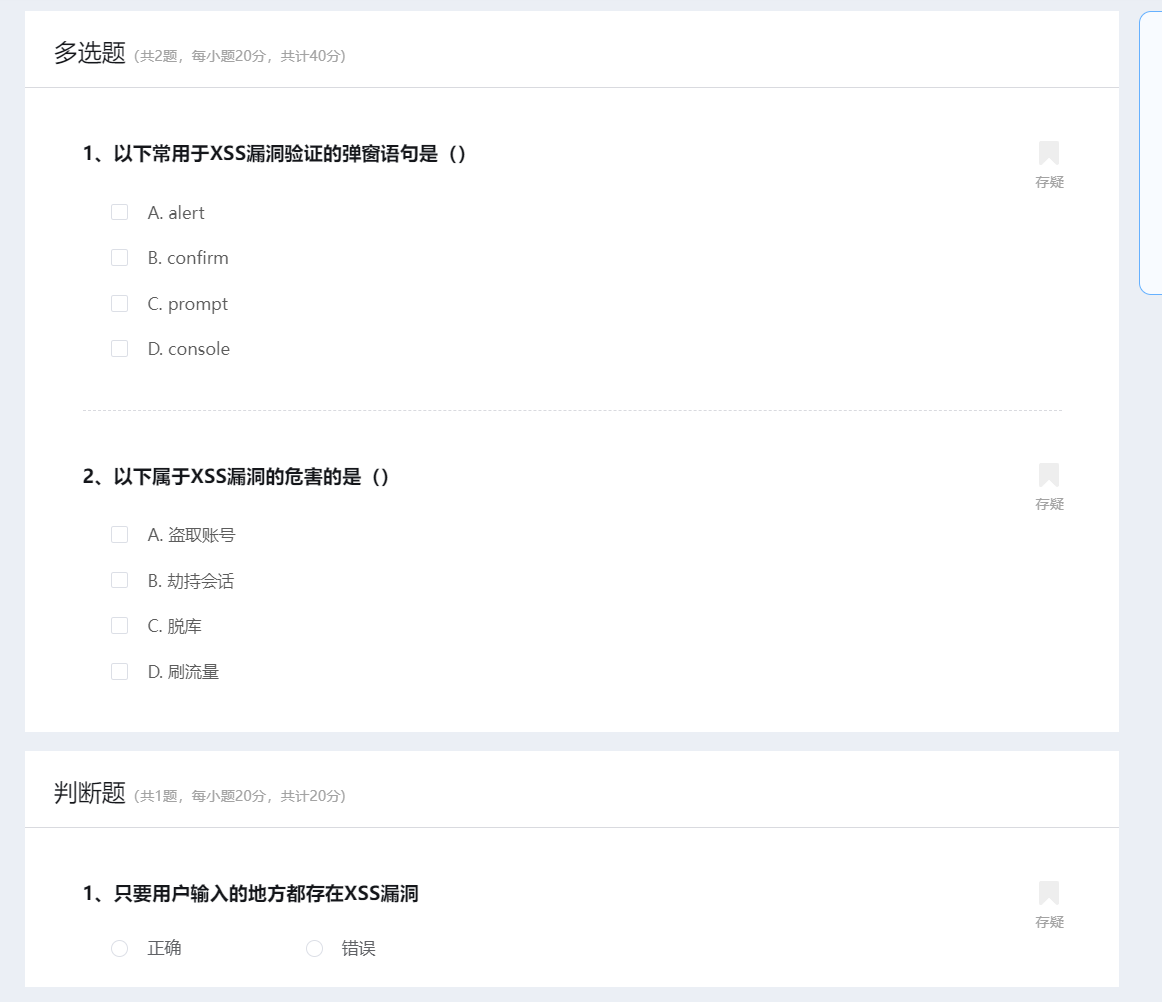 多选题 (共2题，每小题20分，共计40分)
1、以下常用于XSS漏洞验证的弹窗语句是（）
存疑
A. alert
B. confirm
C. prompt
D. console
2、以下属于XSS漏洞的危害的是（）
存疑
A. 盗取账号
B. 劫持会话
C. 脱库
D. 刷流量
判断题 (共1题，每小题20分，共计20分)
1、只要用户输入的地方都存在XSS漏洞
存疑
正确 错误